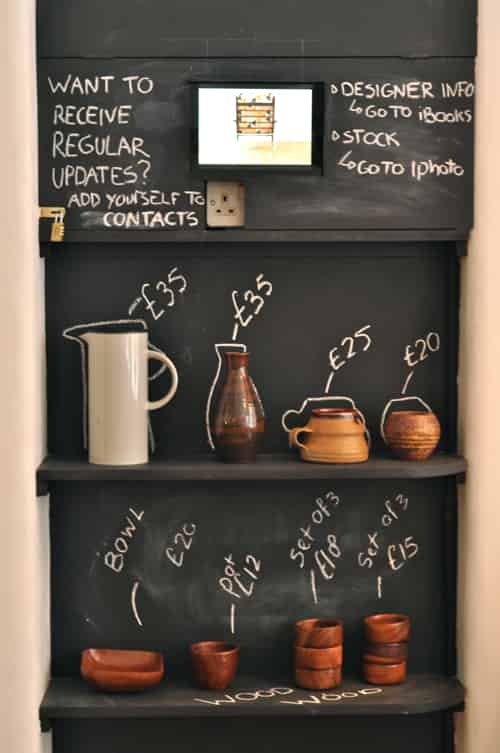 WANT TO
RECEIVE
REGULAR
UPDATES?
ADD YOURSELF TO
CONTACTS
DESIGNER INFO
GO TO iBOOKS
STOCK
GO TO IPHOTO
£35
£35
£25
£20
BOWL
£20
Pot
£12
Set of 3
£18
Set of 3
£15
WOOD
WOOD